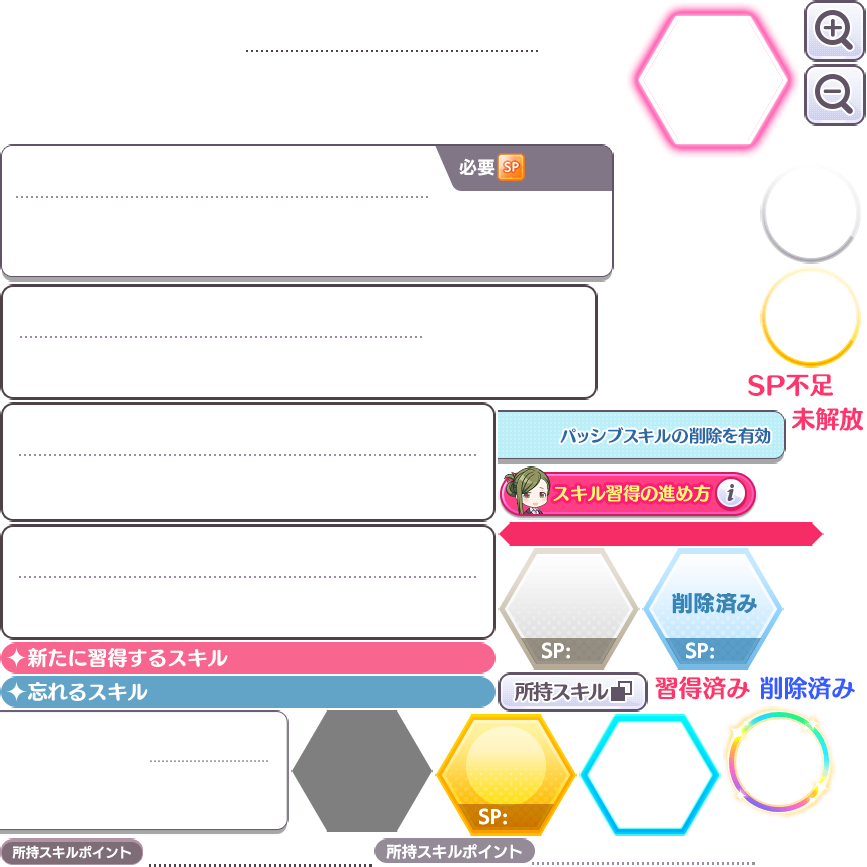 必要 SP
SP不足
未解放
パッシブスキルの削除を有効
スキル習得の進め方 i
削除済み
SP:
SP:
新たに習得するスキル
忘れるスキル
所持スキル
習得済み
削除済み
SP:
所持スキルポイント
所持スキルポイント